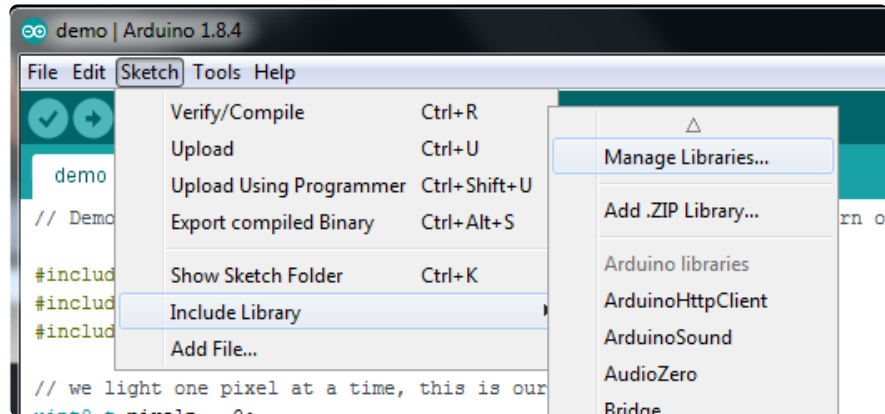 demo | Arduino 1.8.4
File Edit Sketch Tools Help
Verify/Compile Ctrl+R
Upload Ctrl+U
Upload Using Programmer Ctrl+Shift+U
Export compiled Binary Ctrl+Alt+S
Show Sketch Folder Ctrl+K
Include Library
Add File...
Manage Libraries...
Add .ZIP Library...
Arduino libraries
ArduinoHttpClient
ArduinoSound
AudioZero
Bridge
demo
// Demo
#includ
#includ
#includ
// we light one pixel at a time, this is our